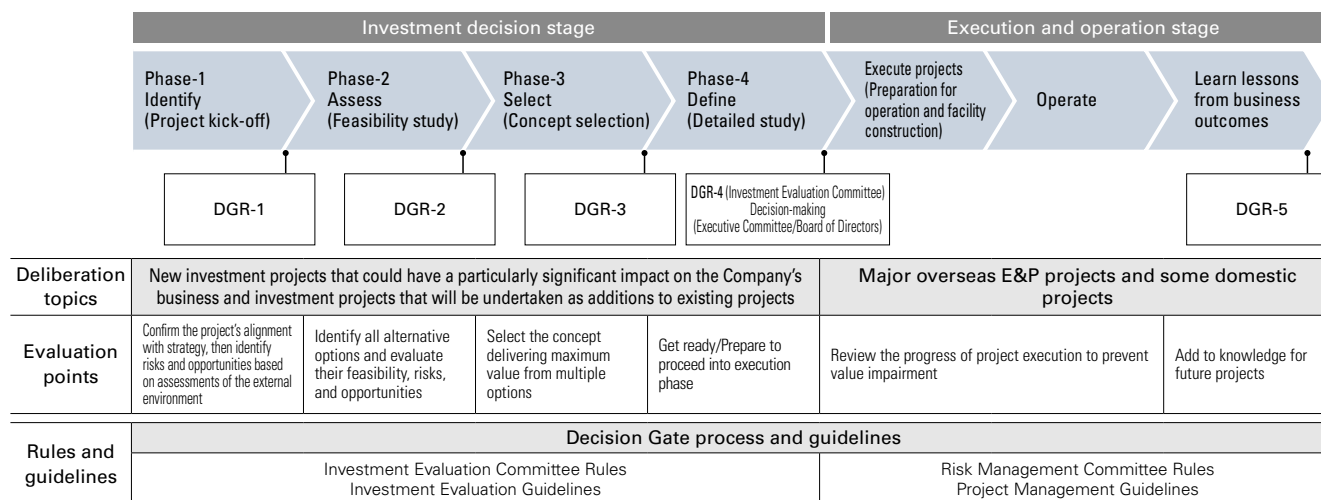 Investment decision stage
Execution and operation stage
Phase-1
Identify
(Project kick-off)
Phase-2
Assess
(Feasibility study)
Phase-3
Select
(Concept selection)
Phase-4
Define
(Detailed study)
Execute projects
(Preparation for
operation and facility
construction)
Operate
Learn lessons
from business
outcomes
DGR-1
DGR-2
DGR-3
DGR-4 (Investment Evaluation Committee)
Decision-making
(Executive Committee/Board of Directors)
DGR-5
Deliberation
topics
New investment projects that could have a particularly significant impact on the Company's
business and investment projects that will be undertaken as additions to existing projects
Major overseas E&P projects and some domestic
projects
Evaluation
points
Confirm the project's alignment
with strategy, then identify
risks and opportunities based
on assessments of the external
environment
Identify all alternative
options and evaluate
their feasibility, risks,
and opportunities
Select the concept
delivering maximum
value from multiple
options
Get ready/Prepare to
proceed into execution
phase
Review the progress of project execution to prevent
value impairment
Add to knowledge for
future projects
Rules and
guidelines
Decision Gate process and guidelines
Investment Evaluation Committee Rules
Investment Evaluation Guidelines
Risk Management Committee Rules
Project Management Guidelines